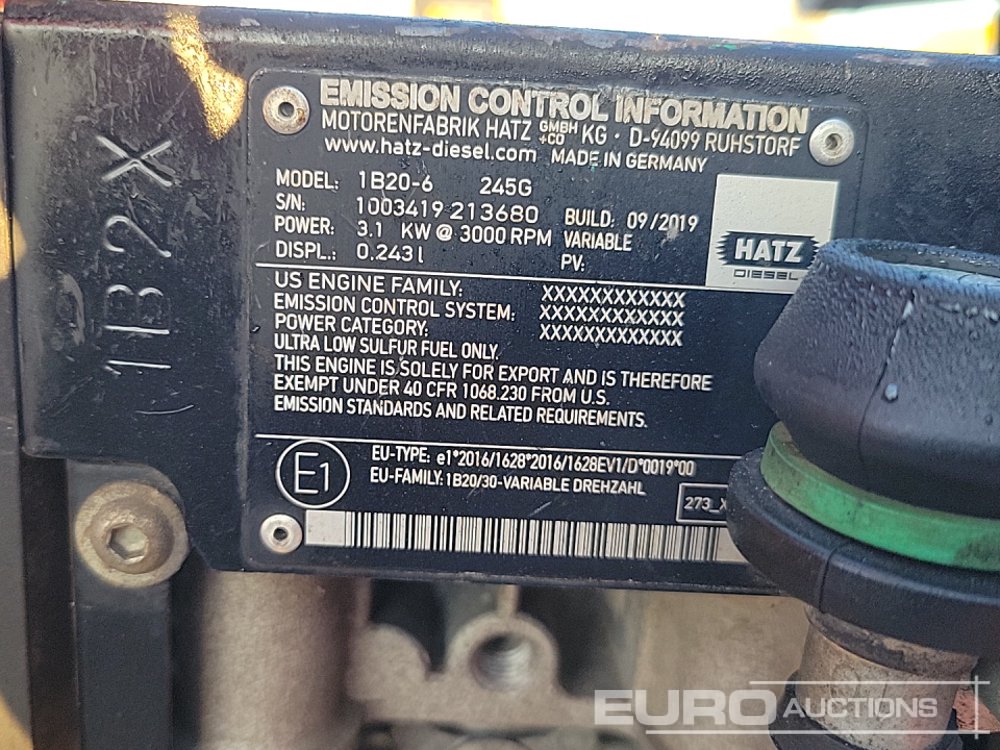 1B2X
EMISSION CONTROL INFORMATION
MOTORENFABRIK HATZ GMBH +CO KG · D-94099 RUHSTORF
www.hatz-diesel.com MADE IN GERMANY
MODEL: 1B20-6 245G
S/N: 1003419 213680 BUILD: 09/2019
POWER: 3.1 KW @ 3000 RPM VARIABLE
DISPL.: 0.243 l PV:
HATZ
DIESEL
US ENGINE FAMILY: XXXXXXXXXXXX
EMISSION CONTROL SYSTEM: XXXXXXXXXXXX
POWER CATEGORY: XXXXXXXXXXXX
ULTRA LOW SULFUR FUEL ONLY.
THIS ENGINE IS SOLELY FOR EXPORT AND IS THEREFORE
EXEMPT UNDER 40 CFR 1068.230 FROM U.S.
EMISSION STANDARDS AND RELATED REQUIREMENTS.
E1
EU-TYPE: e1*2016/1628*2016/1628EV1/D*0019*00
EU-FAMILY: 1B20/30-VARIABLE DREHZAHL
273_X
EURO AUCTIONS